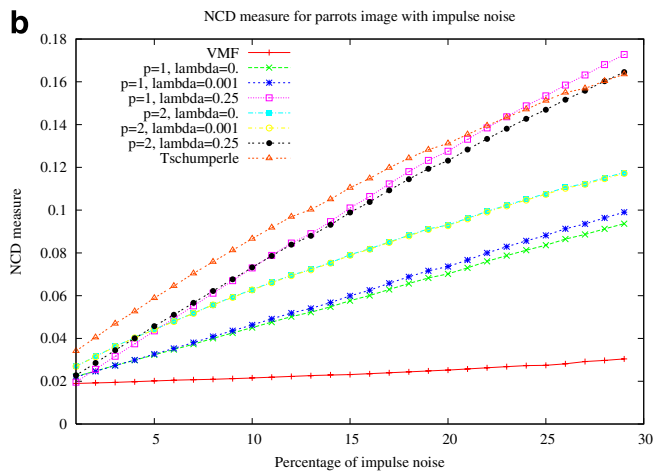 b
NCD measure for parrots image with impulse noise
0.18
0.16
0.14
0.12
0.1
0.08
0.06
0.04
0.02
0
NCD measure
VMF
p=1, lambda=0.
p=1, lambda=0.001
p=1, lambda=0.25
p=2, lambda=0.
p=2, lambda=0.001
p=2, lambda=0.25
Tschumperle
5 10 15 20 25 30
Percentage of impulse noise